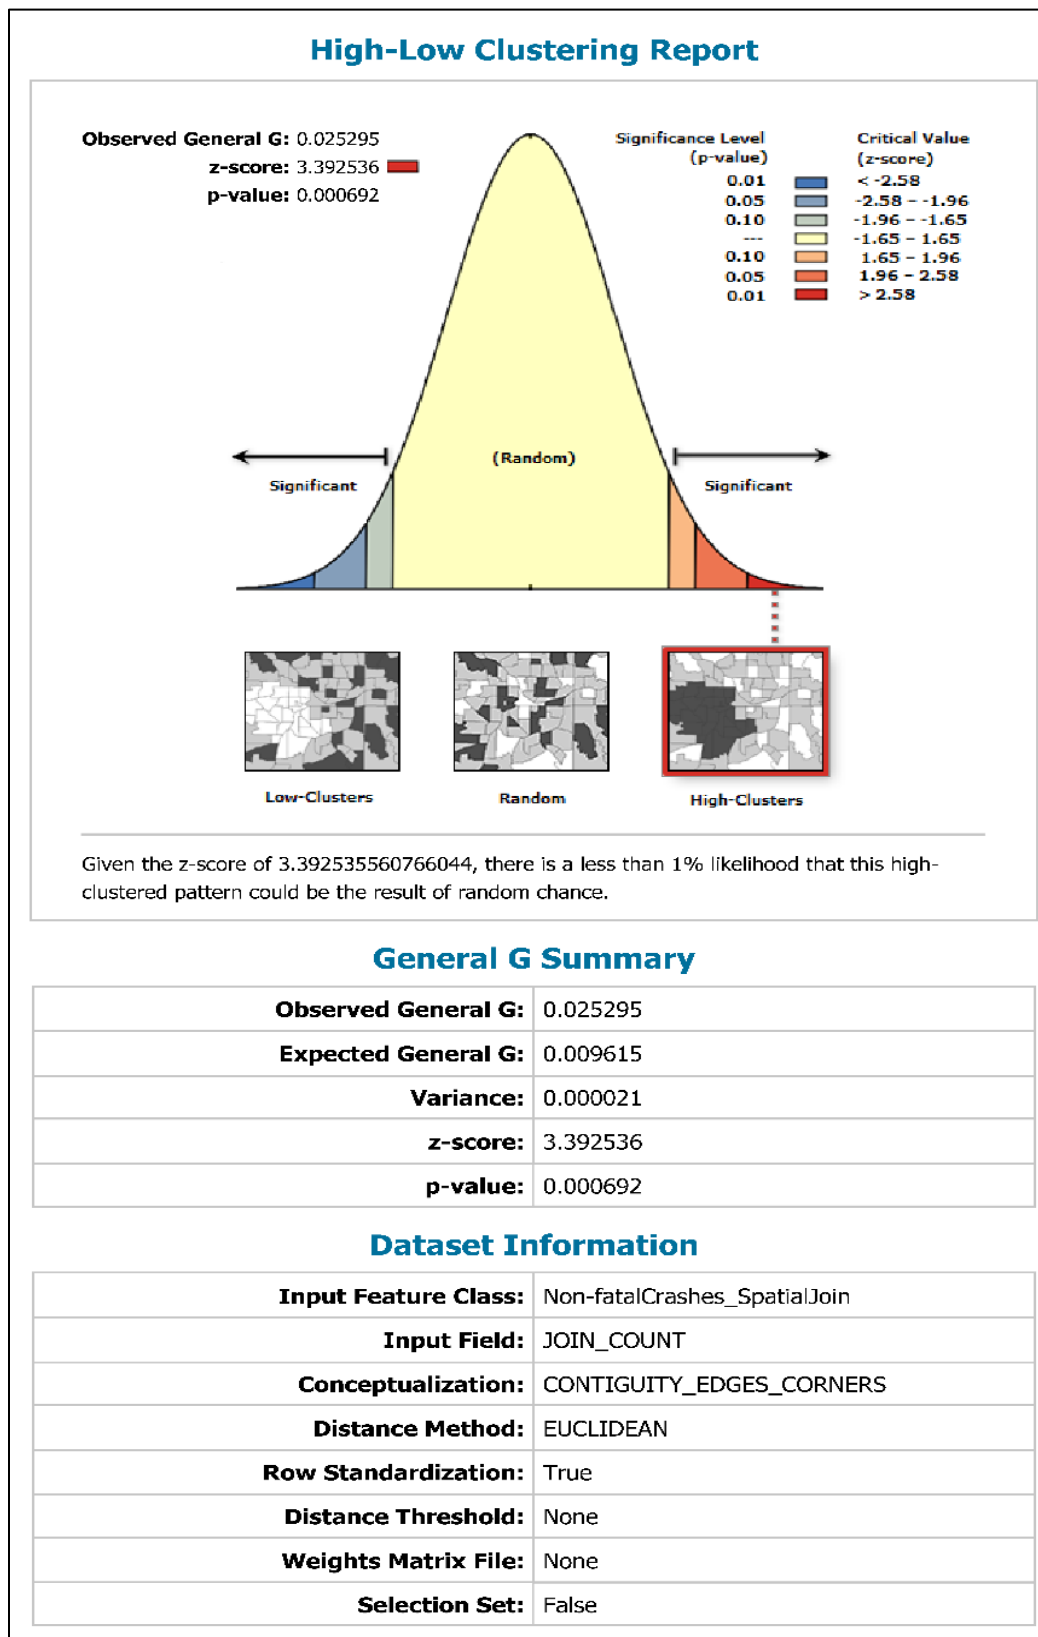 High-Low Clustering Report
Observed General G: 0.025295
z-score: 3.392536
p-value: 0.000692
Significance Level
(p-value)
Critical Value
(z-score)
0.01 < -2.58
0.05 -2.58 – -1.96
0.10 -1.96 – -1.65
--- -1.65 – 1.65
0.10 1.65 – 1.96
0.05 1.96 – 2.58
0.01 > 2.58
(Random)
Significant
Significant
Low-Clusters
Random
High-Clusters
Given the z-score of 3.392535560766044, there is a less than 1% likelihood that this high-
clustered pattern could be the result of random chance.
General G Summary
Observed General G: 0.025295
Expected General G: 0.009615
Variance: 0.000021
z-score: 3.392536
p-value: 0.000692
Dataset Information
Input Feature Class: Non-fatalCrashes_SpatialJoin
Input Field: JOIN_COUNT
Conceptualization: CONTIGUITY_EDGES_CORNERS
Distance Method: EUCLIDEAN
Row Standardization: True
Distance Threshold: None
Weights Matrix File: None
Selection Set: False